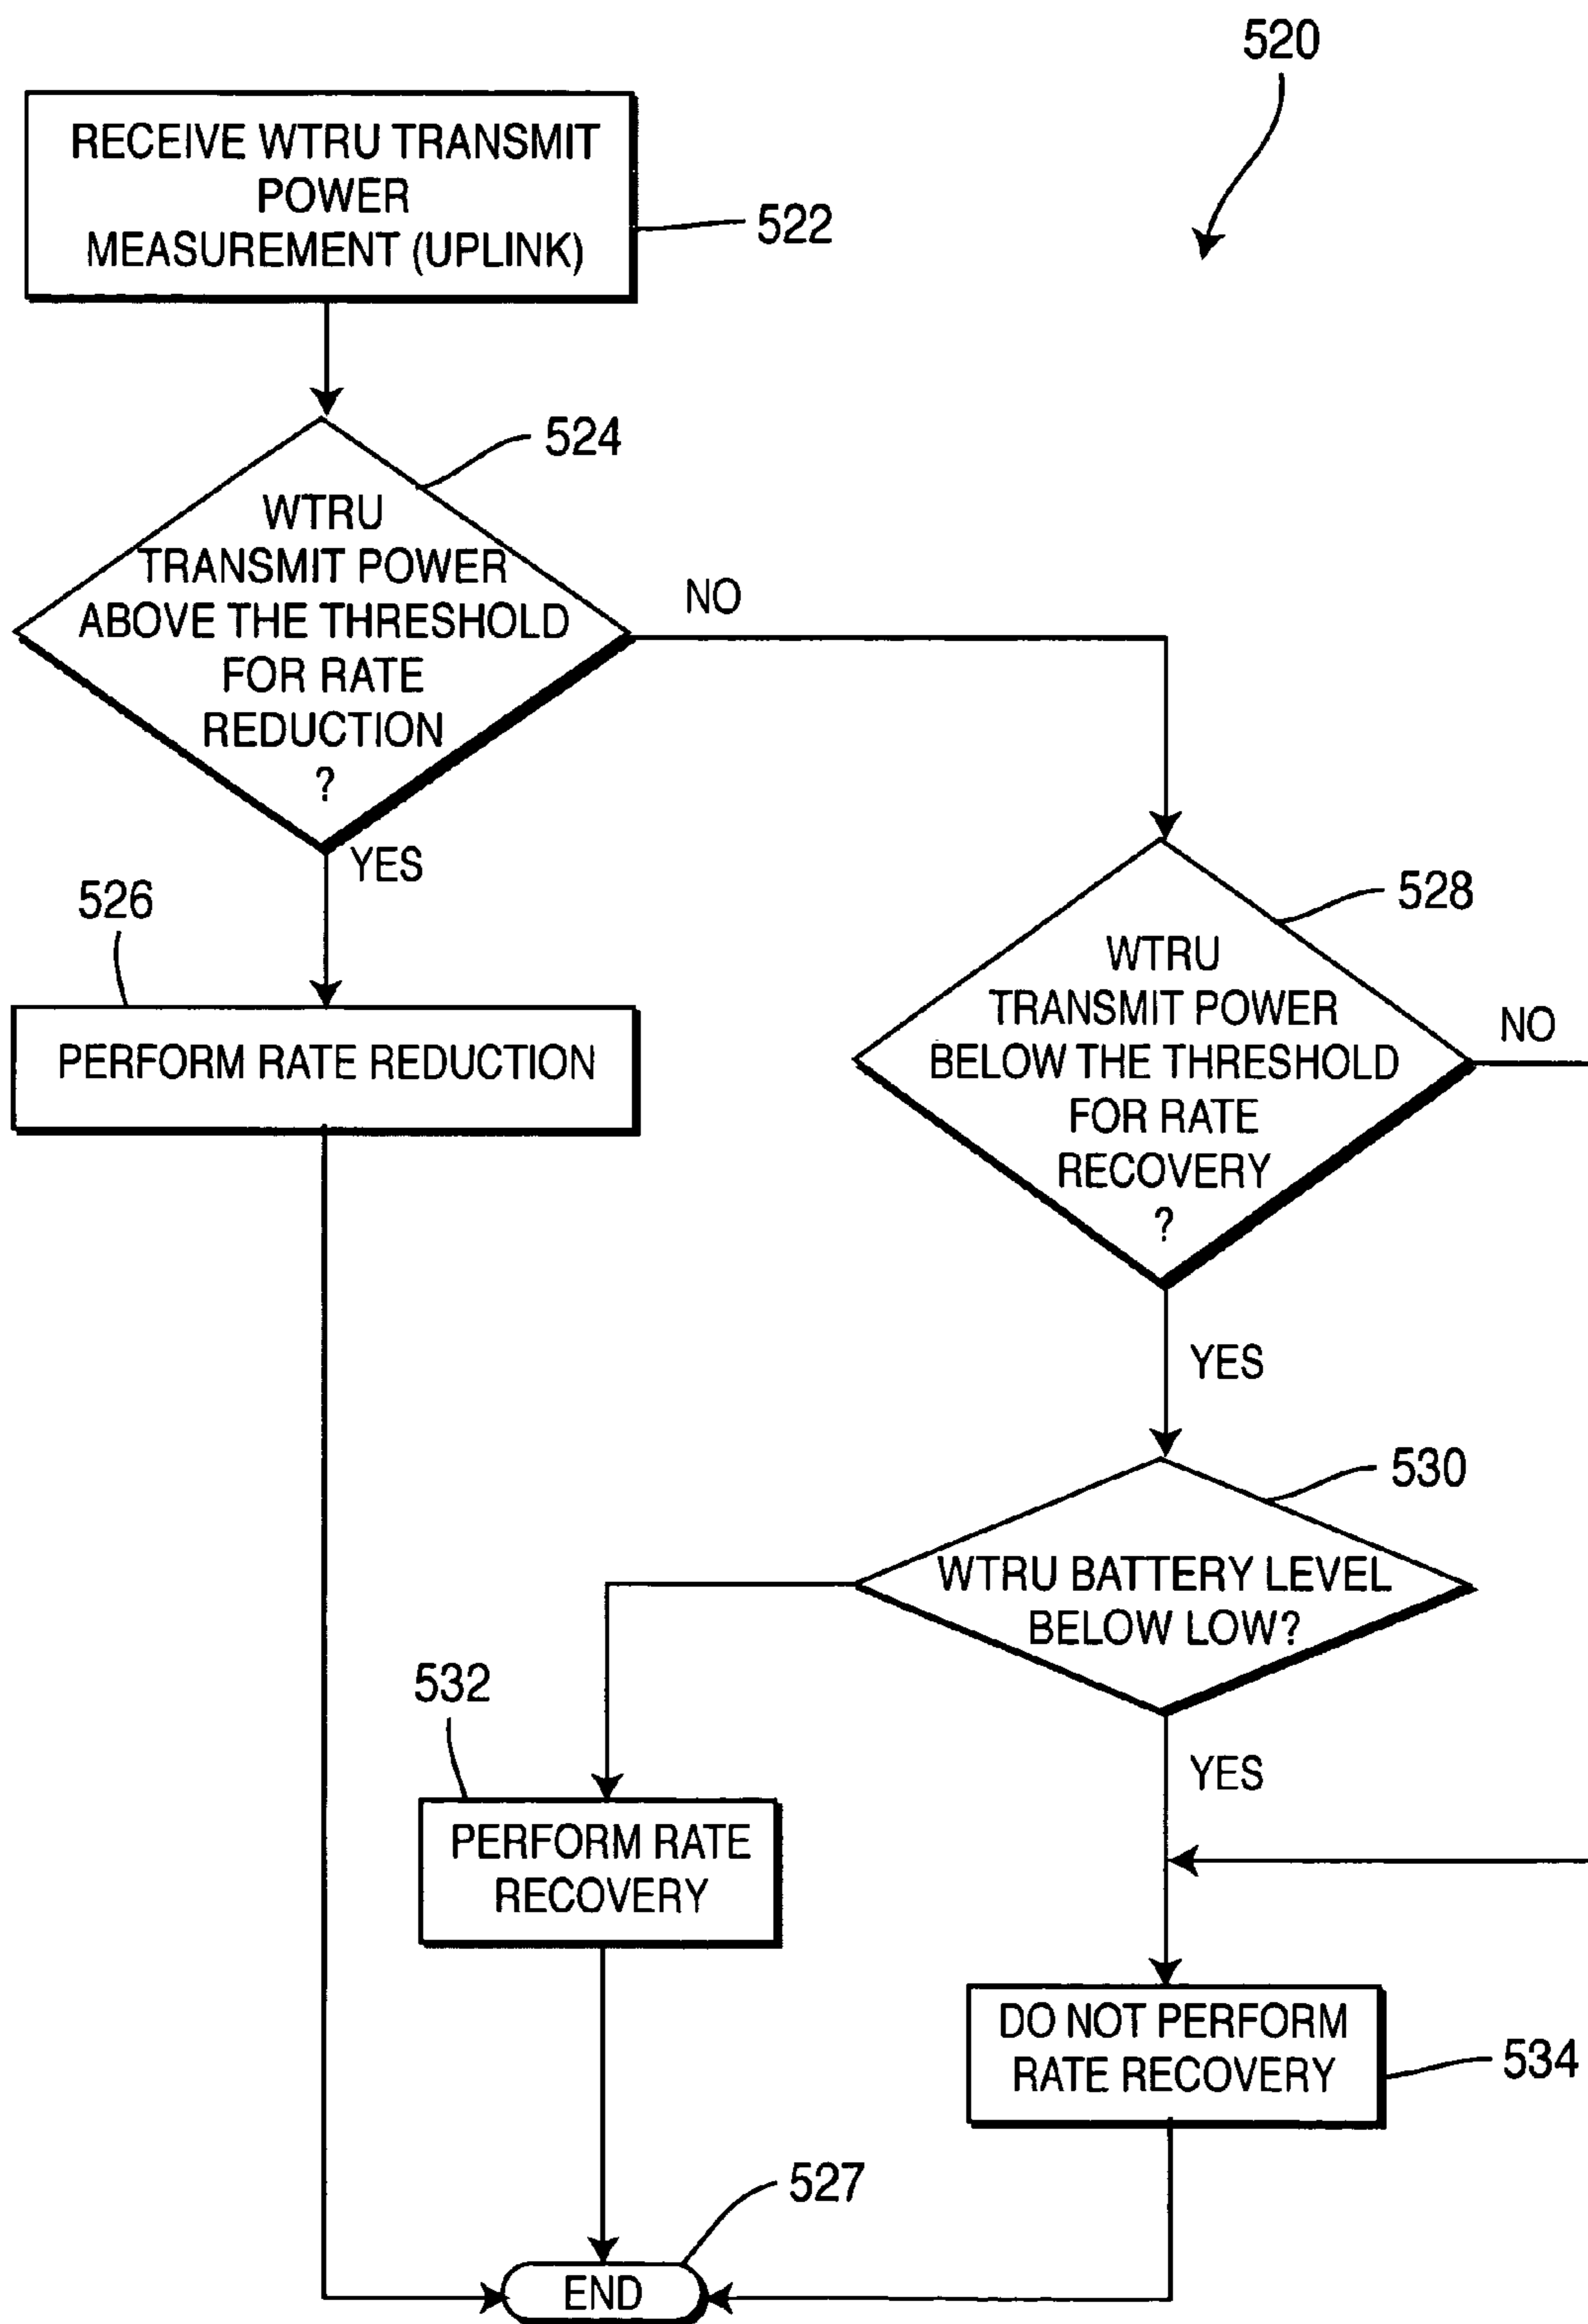 520
RECEIVE WTRU TRANSMIT
POWER
MEASUREMENT (UPLINK)
522
524
WTRU
TRANSMIT POWER
ABOVE THE THRESHOLD
FOR RATE
REDUCTION
?
NO
YES
526
PERFORM RATE REDUCTION
528
WTRU
TRANSMIT POWER
BELOW THE THRESHOLD
FOR RATE
RECOVERY
?
NO
YES
530
WTRU BATTERY LEVEL
BELOW LOW?
532
YES
PERFORM RATE
RECOVERY
DO NOT PERFORM
RATE RECOVERY
534
527
END